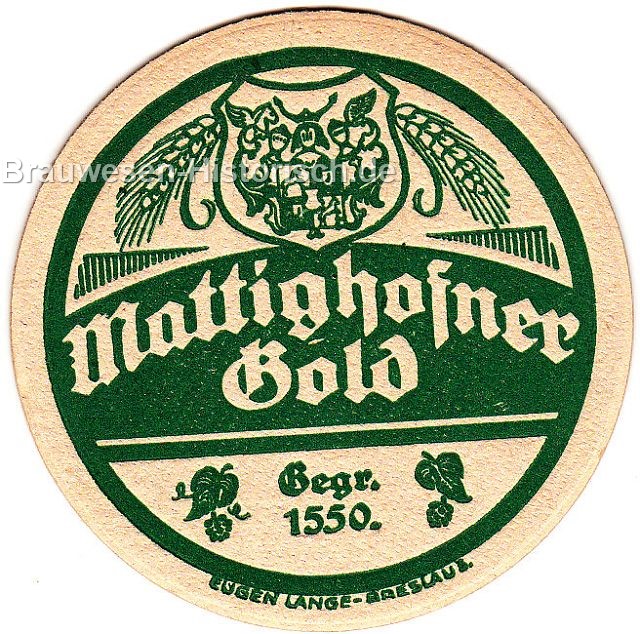 Brauwesen-Historisch.de
Mattighofner
Gold
Gegr.
1550.
EUGEN LANGE-BRESLAU 2.